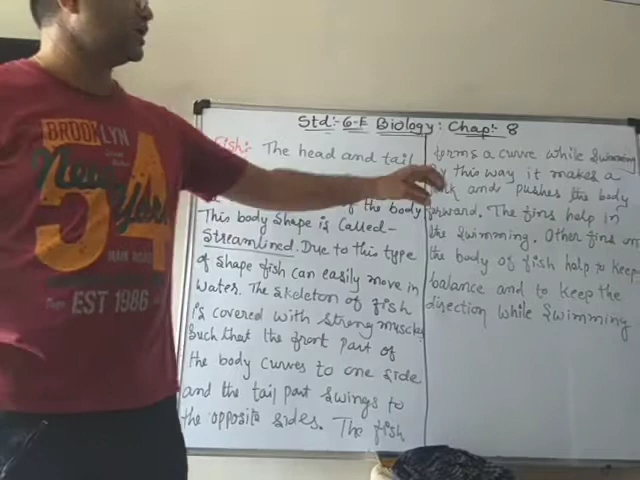 BROOKLYN
New York
54
MAIN ROAD
EST 1986
Std:- 6-E Biology: Chap:- 8
Fish:- The head and tail
of the body
This body shape is called-
Streamlined. Due to this type
of shape fish can easily move in
water. The skeleton of fish
is covered with strong muscles
such that the front part of
the body curves to one side
and the tail part swings to
the opposite sides. The fish
forms a curve while swimming
this way it makes a
and pushes the body
forward. The fins help in
the swimming. Other fins on
the body of fish help to keep
balance and to keep the
direction while swimming